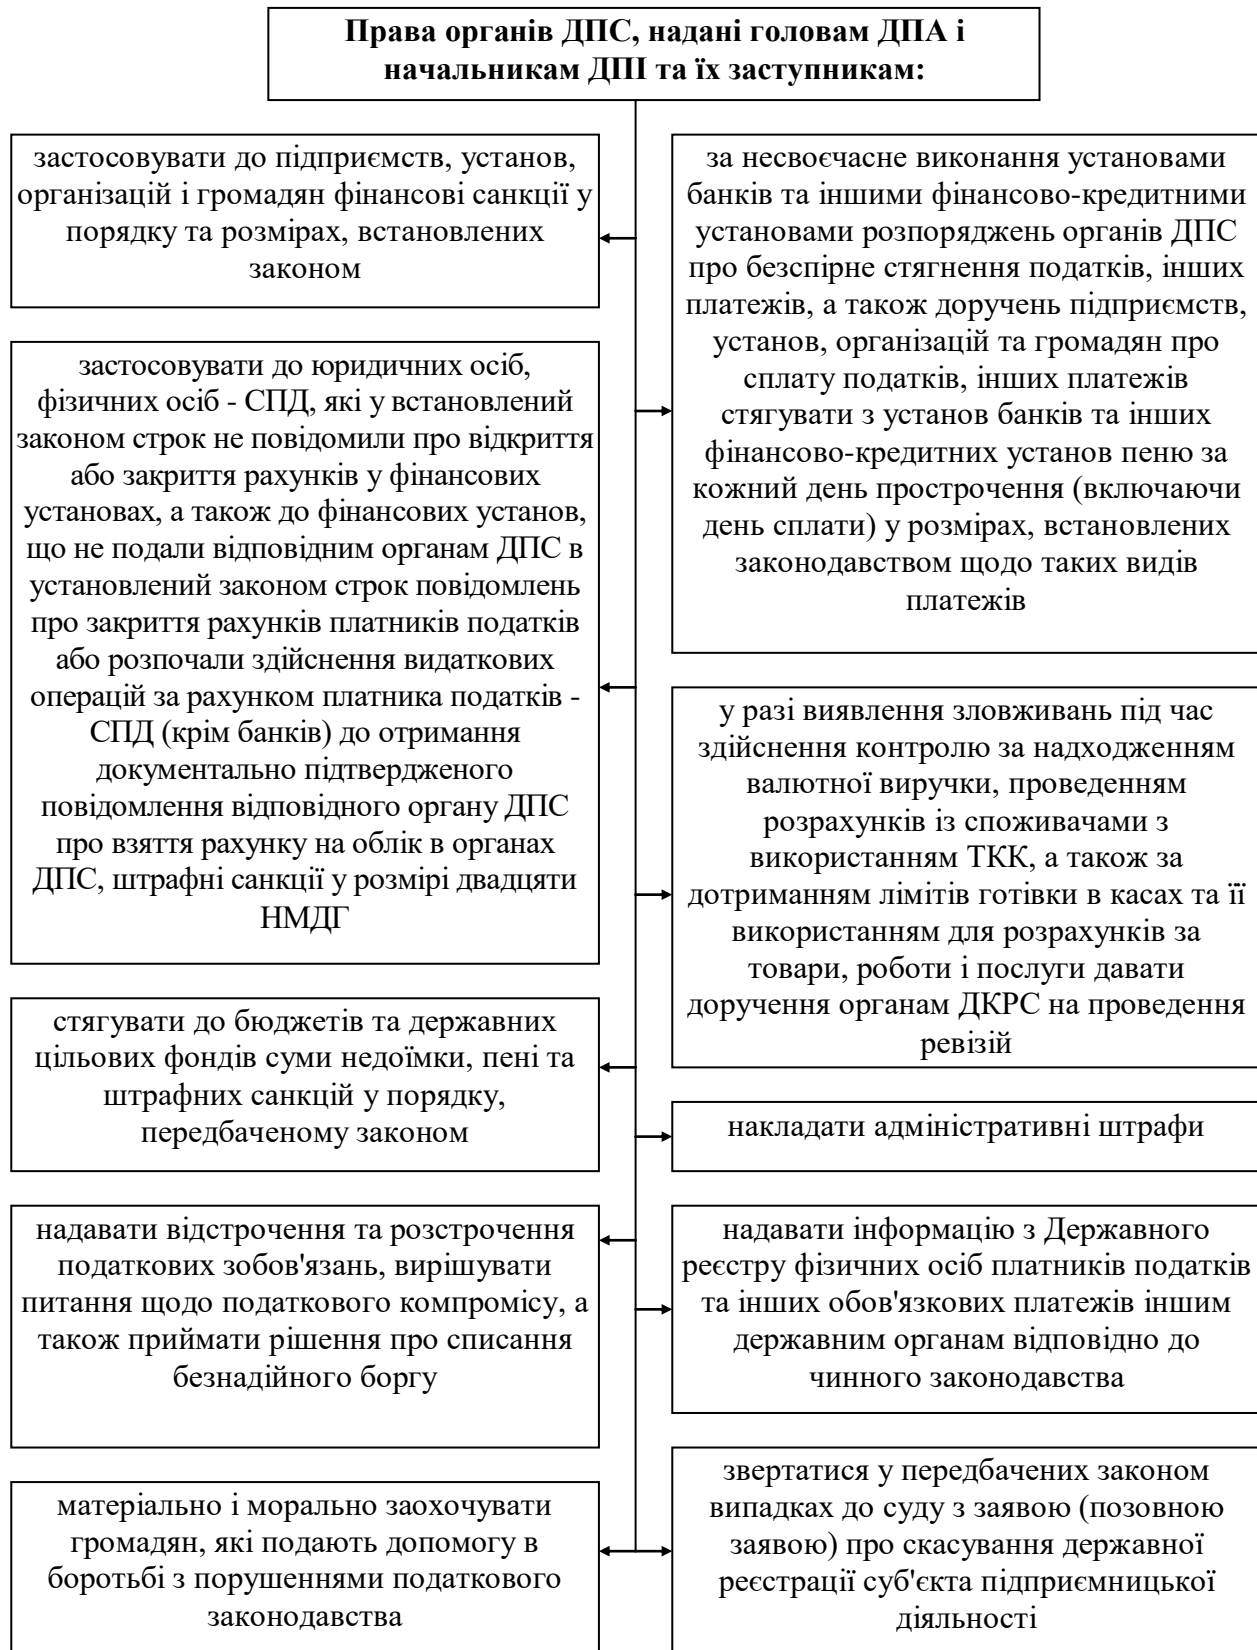 Права органів ДПС, надані головам ДПА і
начальникам ДПІ та їх заступникам:
застосовувати до підприємств, установ,
організацій і громадян фінансові санкції у
порядку та розмірах, встановлених
законом
застосовувати до юридичних осіб,
фізичних осіб - СПД, які у встановлений
законом строк не повідомили про відкриття
або закриття рахунків у фінансових
установах, а також до фінансових установ,
що не подали відповідним органам ДПС в
установлений законом строк повідомлень
про закриття рахунків платників податків
або розпочали здійснення видаткових
операцій за рахунком платника податків -
СПД (крім банків) до отримання
документально підтвердженого
повідомлення відповідного органу ДПС
про взяття рахунку на облік в органах
ДПС, штрафні санкції у розмірі двадцяти
НМДГ
стягувати до бюджетів та державних
цільових фондів суми недоїмки, пені та
штрафних санкцій у порядку,
передбаченому законом
надавати відстрочення та розстрочення
податкових зобов'язань, вирішувати
питання щодо податкового компромісу, а
також приймати рішення про списання
безнадійного боргу
матеріально і морально заохочувати
громадян, які подають допомогу в
боротьбі з порушеннями податкового
законодавства
за несвоєчасне виконання установами
банків та іншими фінансово-кредитними
установами розпоряджень органів ДПС
про безспірне стягнення податків, інших
платежів, а також доручень підприємств,
установ, організацій та громадян про
сплату податків, інших платежів
стягувати з установ банків та інших
фінансово-кредитних установ пеню за
кожний день прострочення (включаючи
день сплати) у розмірах, встановлених
законодавством щодо таких видів
платежів
у разі виявлення зловживань під час
здійснення контролю за надходженням
валютної виручки, проведенням
розрахунків із споживачами з
використанням ТКК, а також за
дотриманням лімітів готівки в касах та її
використанням для розрахунків за
товари, роботи і послуги давати
доручення органам ДКРС на проведення
ревізій
накладати адміністративні штрафи
надавати інформацію з Державного
реєстру фізичних осіб платників податків
та інших обов'язкових платежів іншим
державним органам відповідно до
чинного законодавства
звертатися у передбачених законом
випадках до суду з заявою (позовною
заявою) про скасування державної
реєстрації суб'єкта підприємницької
діяльності